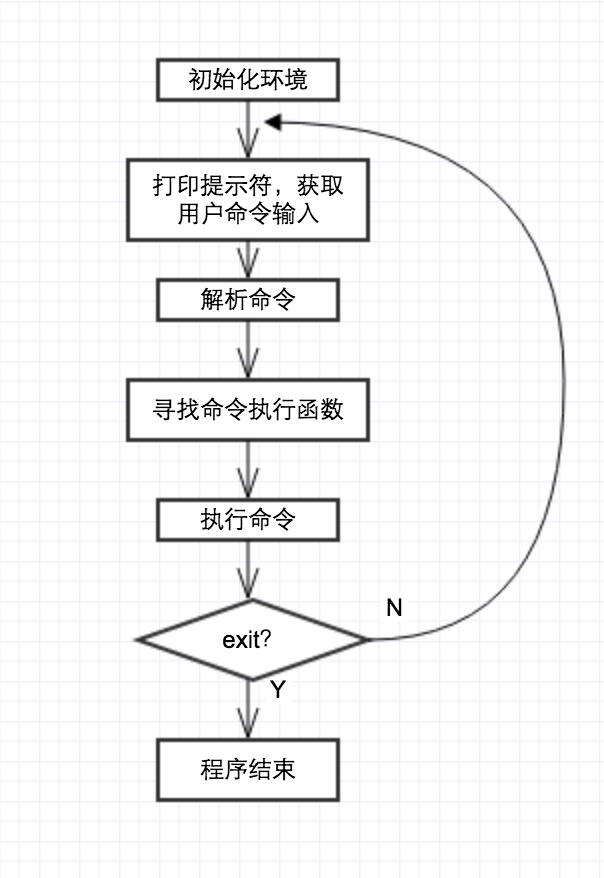 初始化环境
打印提示符，获取
用户命令输入
解析命令
寻找命令执行函数
执行命令
N
exit?
Y
程序结束